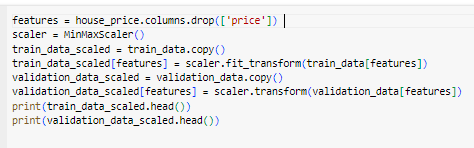 features = house_price.columns.drop(['price'])
scaler = MinMaxScaler()
train_data_scaled = train_data.copy()
train_data_scaled[features] = scaler.fit_transform(train_data[features])
validation_data_scaled = validation_data.copy()
validation_data_scaled[features] = scaler.transform(validation_data[features])
print(train_data_scaled.head())
print(validation_data_scaled.head())